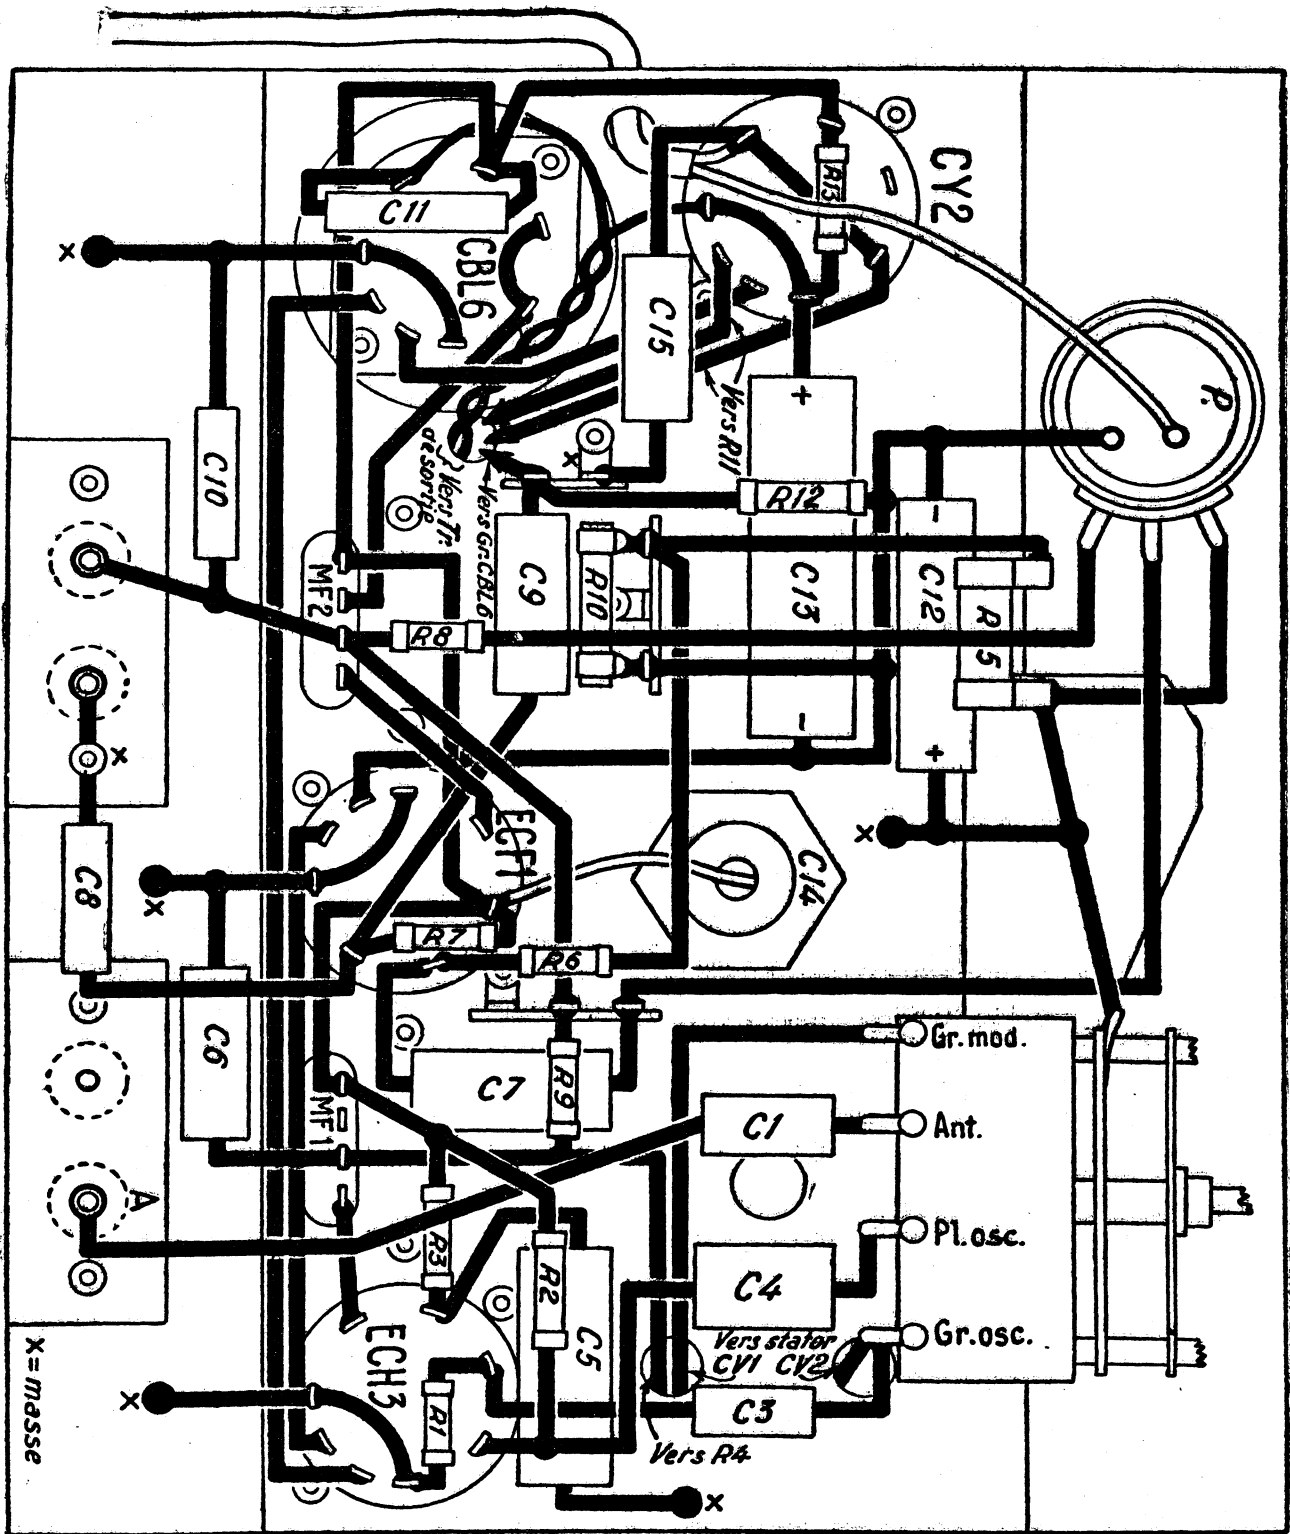 CY2
C11
R13
x
CBL6
C15
P.
+
Vers R11
C10
x
Vers Tr.
de sortie
Vers Gr. CBL6
R12
-
MF2
C9
R10
C13
C12
R8
R 5
x
-
+
C8
x
ECF1
C14
x
R7
R6
C6
Gr. mod.
C7
R9
MF1
C1
Ant.
A
R3
Pl. osc.
R2
C4
Vers stator
CV1 CV2
Gr. osc.
ECH3
C5
x = masse
x
R1
C3
Vers R4
x